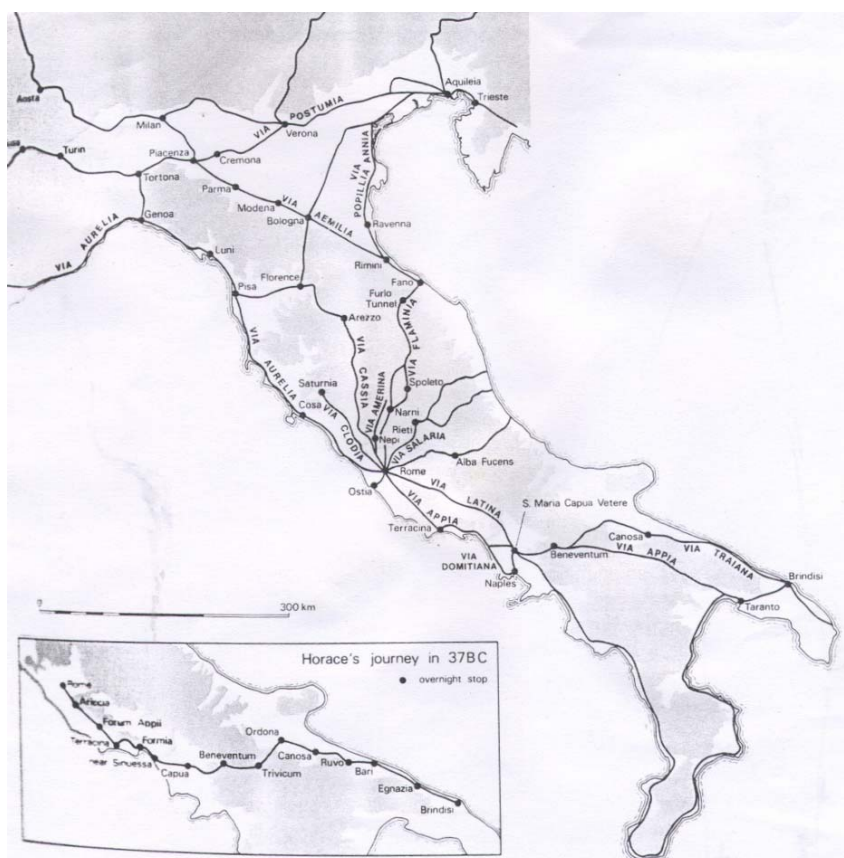 Aosta
Milan
VIA POSTUMIA
Verona
Aquileia
Trieste
Turin
Piacenza
Cremona
Tortona
Parma
Modena
VIA AEMILIA
Bologna
VIA POPILLIA ANNIA
Genoa
Ravenna
VIA AURELIA
Luni
Rimini
Florence
Fano
Pisa
Furlo
Tunnel
Arezzo
VIA FLAMINIA
VIA AURELIA
VIA CASSIA
Saturnia
VIA AMERINA
Spoleto
Cosa
Narni
VIA CLODIA
Rieti
Nepi
VIA SALARIA
Rome
Alba Fucens
Ostia
VIA LATINA
VIA APPIA
S. Maria Capua Vetere
Terracina
Canosa
VIA TRAIANA
VIA
DOMITIANA
Beneventum
VIA APPIA
Naples
Brindisi
Taranto
0
300 km
Horace's journey in 37BC
overnight stop
Rome
Ariccia
Forum Appii
Terracina
Formia
near Sinuessa
Capua
Beneventum
Trivicum
Ordona
Canosa
Ruvo
Bari
Egnazia
Brindisi